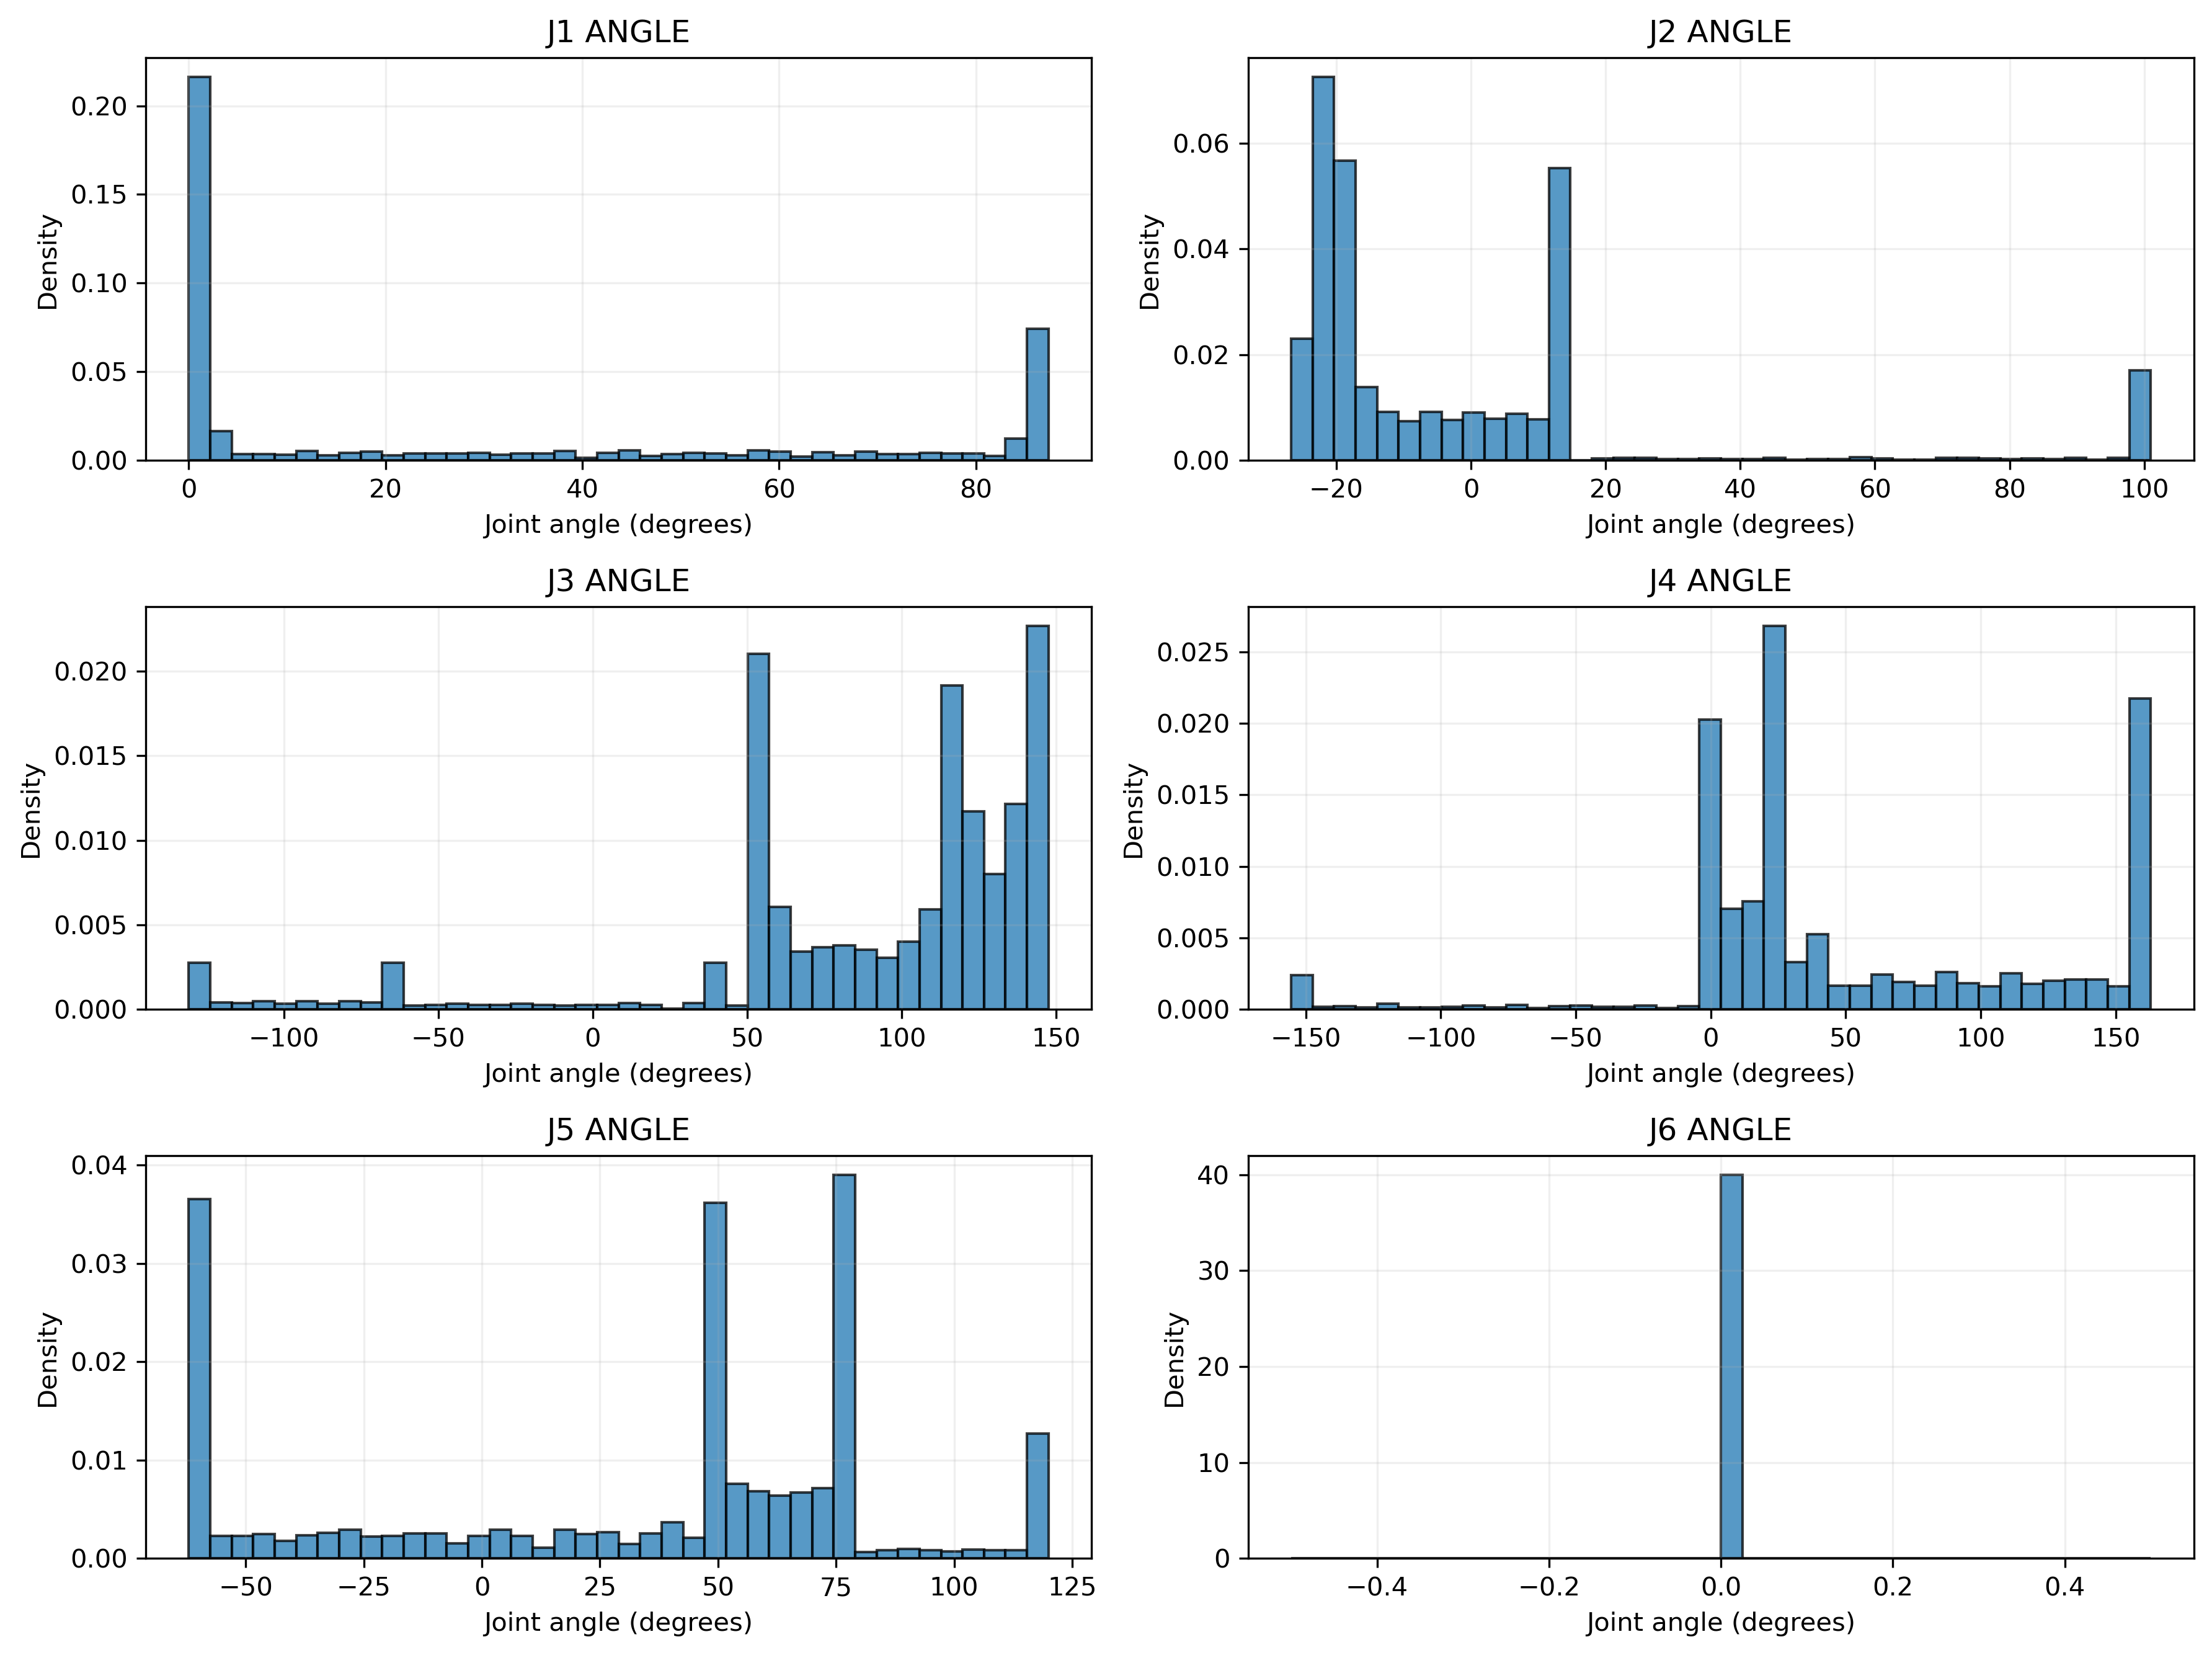 J1 ANGLE
Density
0.20
0.15
0.10
0.05
0.00
0 20 40 60 80
Joint angle (degrees)
J2 ANGLE
Density
0.06
0.04
0.02
0.00
−20 0 20 40 60 80 100
Joint angle (degrees)
J3 ANGLE
Density
0.020
0.015
0.010
0.005
0.000
−100 −50 0 50 100 150
Joint angle (degrees)
J4 ANGLE
Density
0.025
0.020
0.015
0.010
0.005
0.000
−150 −100 −50 0 50 100 150
Joint angle (degrees)
J5 ANGLE
Density
0.04
0.03
0.02
0.01
0.00
−50 −25 0 25 50 75 100 125
Joint angle (degrees)
J6 ANGLE
Density
40
30
20
10
0
−0.4 −0.2 0.0 0.2 0.4
Joint angle (degrees)